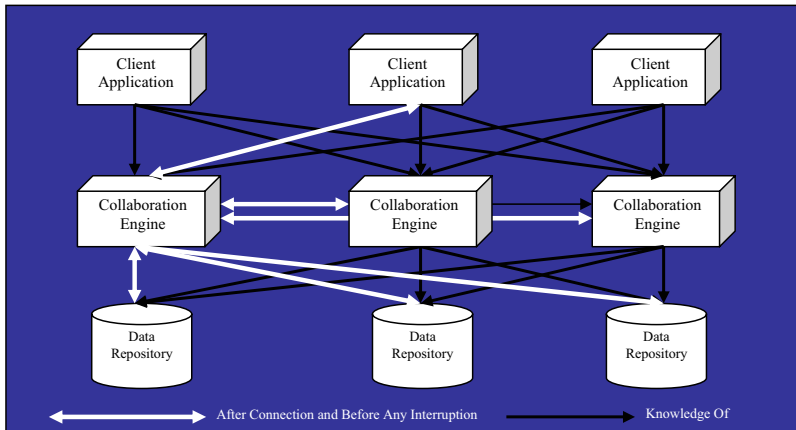 Client
Application
Client
Application
Client
Application
Collaboration
Engine
Collaboration
Engine
Collaboration
Engine
Data
Repository
Data
Repository
Data
Repository
After Connection and Before Any Interruption
Knowledge Of